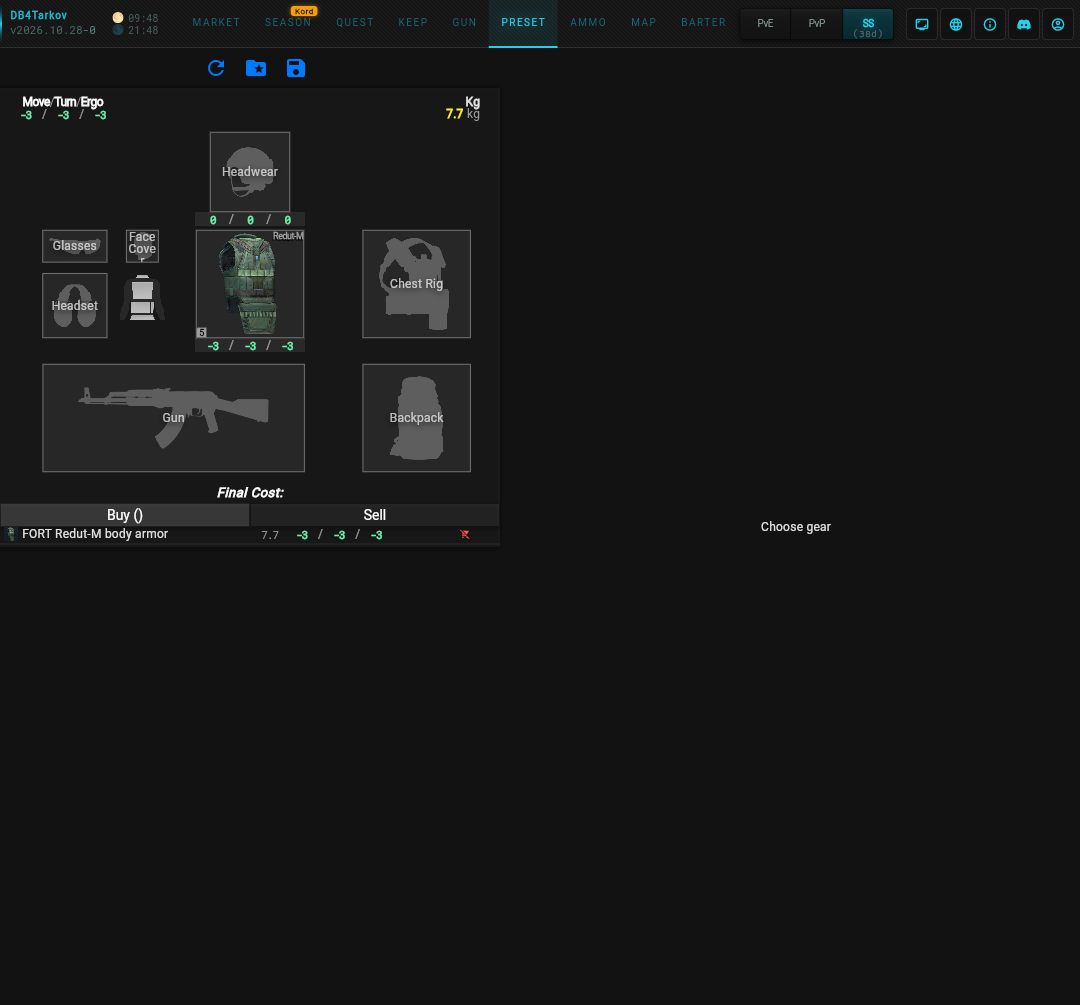 DB4Tarkov
v2026.10.28-0
09:48
21:48
MARKET
SEASON
Kord
QUEST
KEEP
GUN
PRESET
AMMO
MAP
BARTER
PvE
PvP
SS
(38d)
Move/Turn/Ergo
-3 / -3 / -3
Kg
7.7 kg
Headwear
0 / 0 / 0
Glasses
Face
Cove
r
Redut-M
Chest Rig
Headset
5
-3 / -3 / -3
Gun
Backpack
Final Cost:
Buy ()
Sell
FORT Redut-M body armor
7.7 -3 / -3 / -3
Choose gear